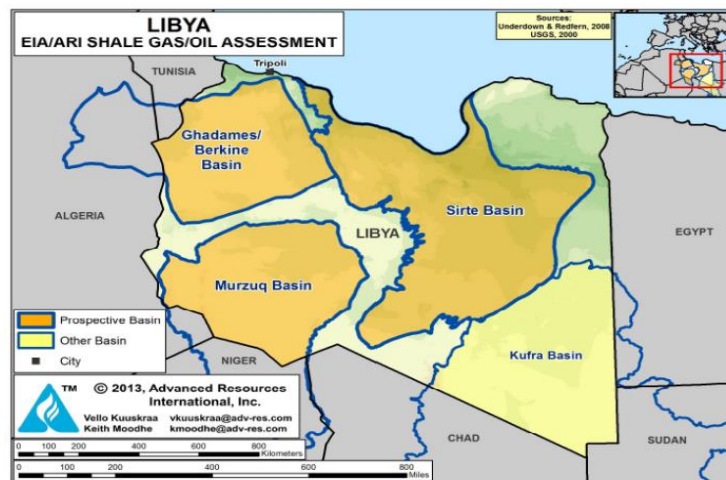 LIBYA
EIA/ARI SHALE GAS/OIL ASSESSMENT
Sources:
Underdown & Redfern, 2008
USGS, 2000
TUNISIA
Tripoli
Ghadames/
Berkine
Basin
ALGERIA
LIBYA
Sirte Basin
EGYPT
Murzuq Basin
Prospective Basin
Other Basin
City
NIGER
Kufra Basin
TM
© 2013, Advanced Resources
International, Inc.
Vello Kuuskraa vkuuskraa@adv-res.com
Keith Moodhe kmoodhe@adv-res.com
CHAD
SUDAN
0 100 200 400 600 800
Kilometers
0 100 200 400 600 800
Miles